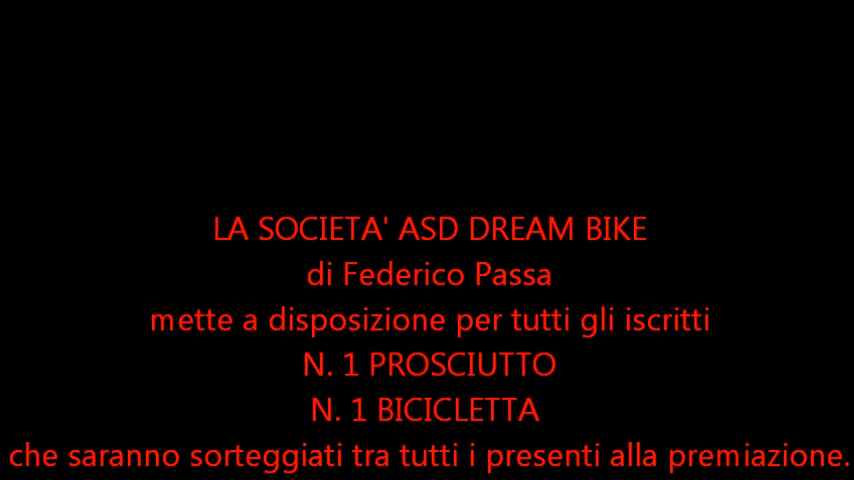 LA SOCIETA' ASD DREAM BIKE
di Federico Passa
mette a disposizione per tutti gli iscritti
N. 1 PROSCIUTTO
N. 1 BICICLETTA
che saranno sorteggiati tra tutti i presenti alla premiazione.